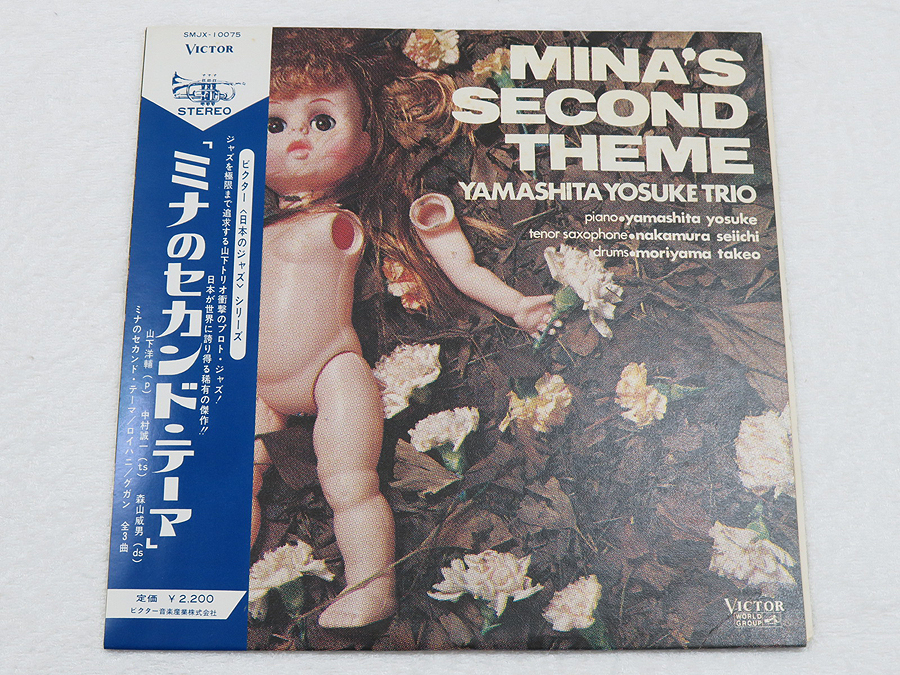 SMJX-10075
VICTOR
STEREO
「ミナのセカンド・テーマ」
ビクター〈日本のジャズ〉シリーズ
ジャズを極限まで追求する山下トリオ衝撃のプロト・ジャズ!
日本が世界に誇り得る稀有の傑作!!
山下洋輔(p) 中村誠一(ts) 森山威男(ds)
ミナのセカンド・テーマ/ロイハニ/グガン 全3曲
定価 ¥2,200
ビクター音楽産業株式会社
MINA'S
SECOND
THEME
YAMASHITA YOSUKE TRIO
piano●yamashita yosuke
tenor saxophone●nakamura seiichi
drums●moriyama takeo
VICTOR
WORLD
GROUP